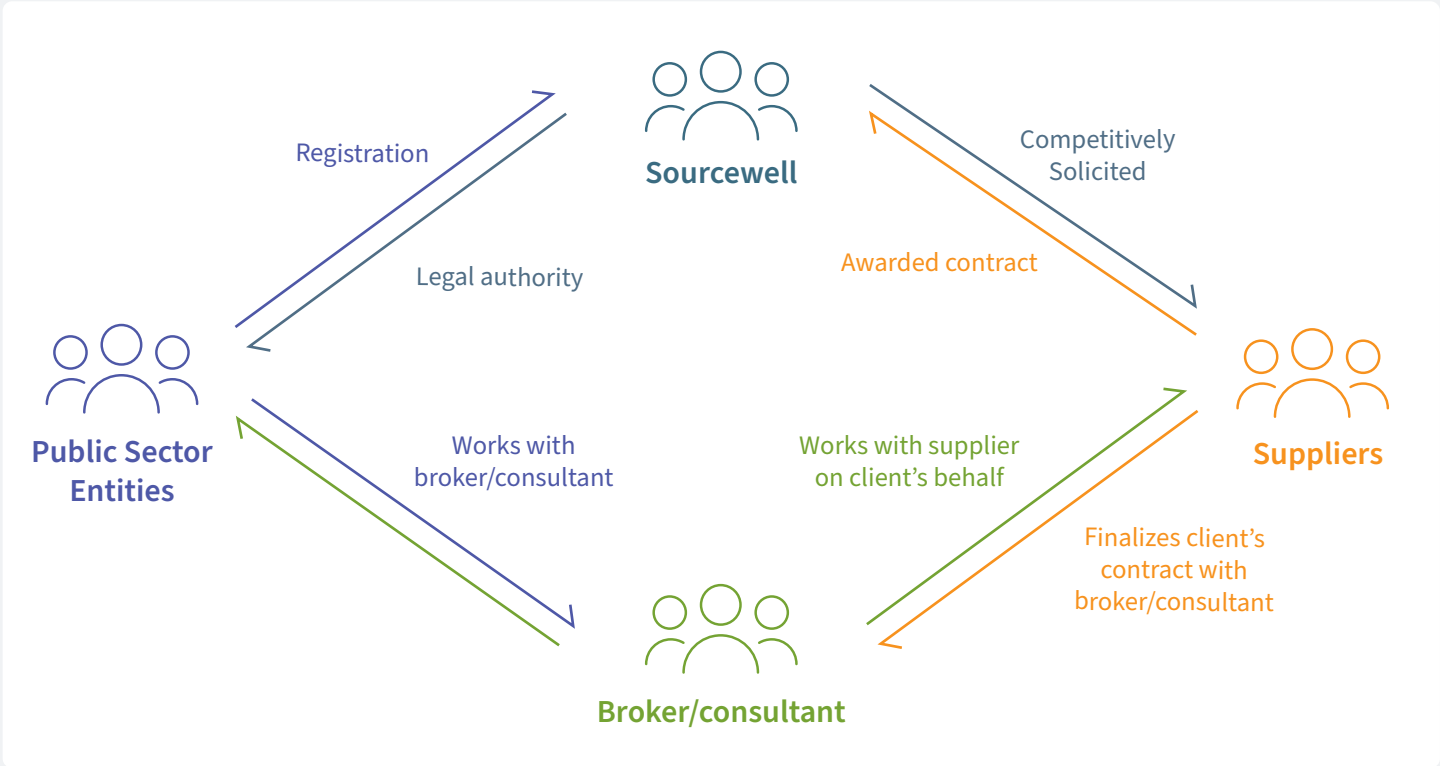 Registration
Competitively
Solicited
Sourcewell
Legal authority
Awarded contract
Public Sector
Entities
Works with
broker/consultant
Works with supplier
on client’s behalf
Suppliers
Finalizes client’s
contract with
broker/consultant
Broker/consultant